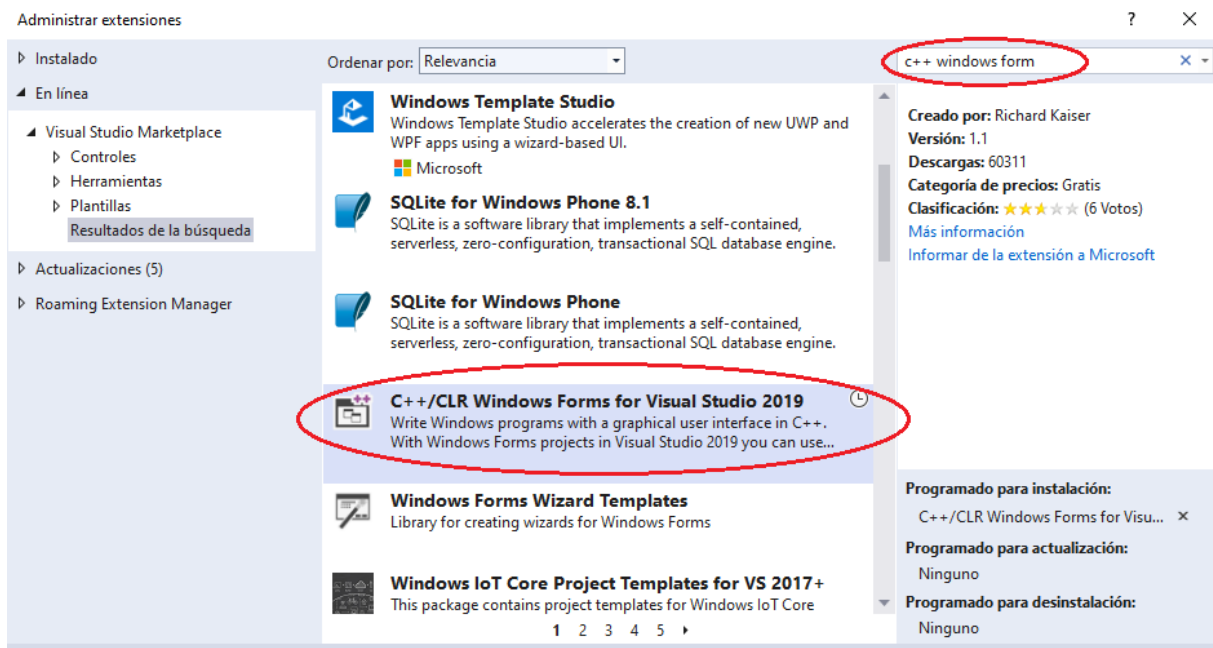 Administrar extensiones
?
Instalado
En línea
Visual Studio Marketplace
Controles
Herramientas
Plantillas
Resultados de la búsqueda
Actualizaciones (5)
Roaming Extension Manager
Ordenar por: Relevancia
Windows Template Studio
Windows Template Studio accelerates the creation of new UWP and
WPF apps using a wizard-based UI.
Microsoft
SQLite for Windows Phone 8.1
SQLite is a software library that implements a self-contained,
serverless, zero-configuration, transactional SQL database engine.
SQLite for Windows Phone
SQLite is a software library that implements a self-contained,
serverless, zero-configuration, transactional SQL database engine.
C++/CLR Windows Forms for Visual Studio 2019
Write Windows programs with a graphical user interface in C++.
With Windows Forms projects in Visual Studio 2019 you can use...
Windows Forms Wizard Templates
Library for creating wizards for Windows Forms
Windows IoT Core Project Templates for VS 2017+
This package contains project templates for Windows IoT Core
1 2 3 4 5
c++ windows form
Creado por: Richard Kaiser
Versión: 1.1
Descargas: 60311
Categoría de precios: Gratis
Clasificación: ★★★★★ (6 Votos)
Más información
Informar de la extensión a Microsoft
Programado para instalación:
C++/CLR Windows Forms for Visu...
Programado para actualización:
Ninguno
Programado para desinstalación:
Ninguno